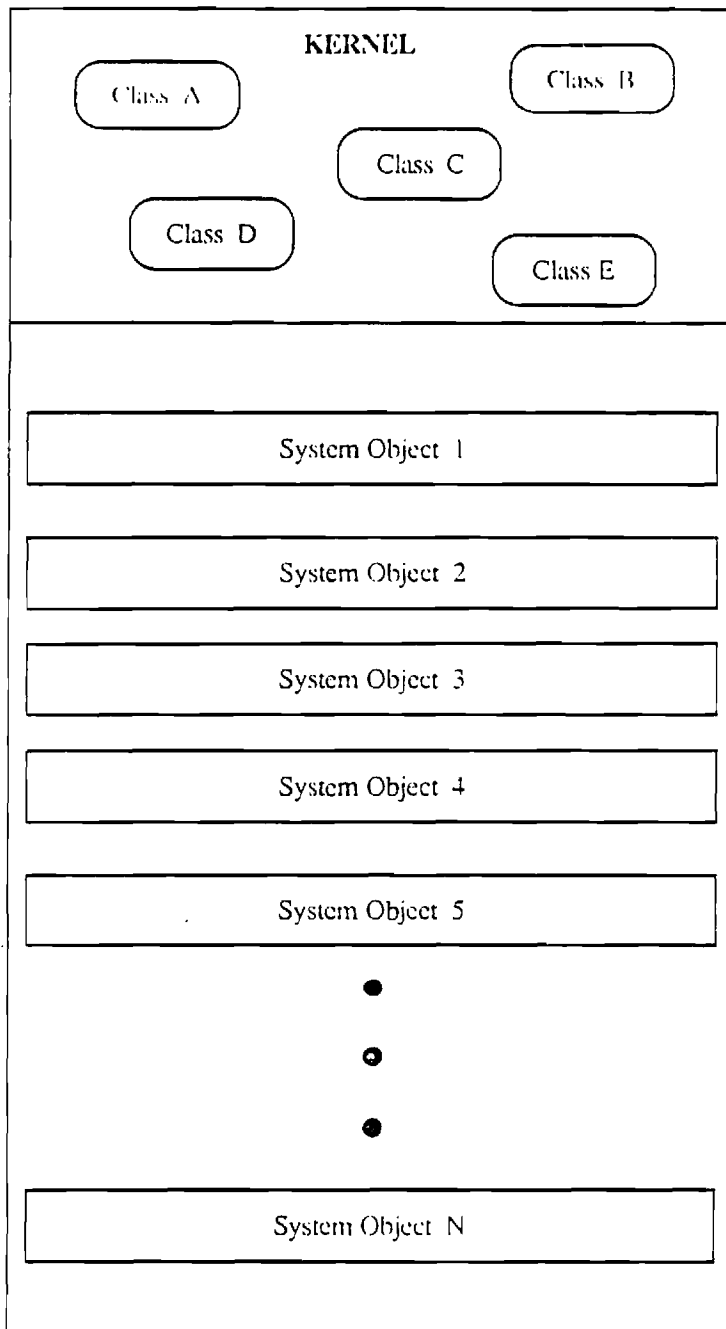 KERNEL
Class A
Class B
Class C
Class D
Class E
System Object 1
System Object 2
System Object 3
System Object 4
System Object 5
System Object N